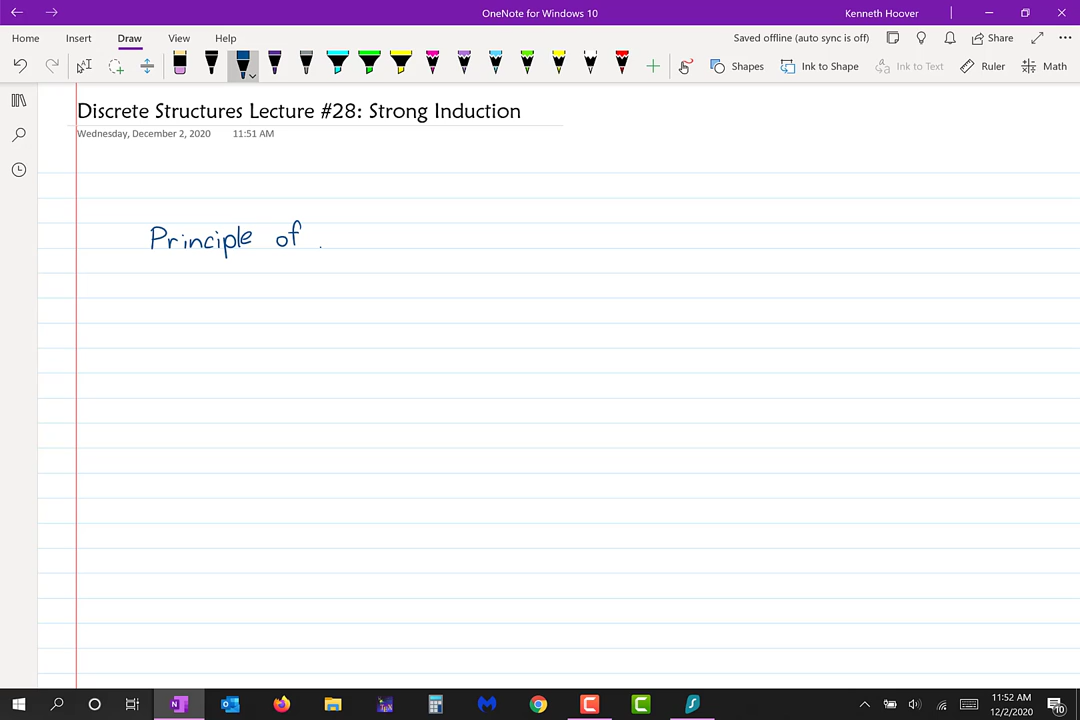 OneNote for Windows 10
Kenneth Hoover
Home Insert Draw View Help
Saved offline (auto sync is off)
Share
Shapes
Ink to Shape
Ink to Text
Ruler
Math
Discrete Structures Lecture #28: Strong Induction
Wednesday, December 2, 2020 11:51 AM
Principle of
11:52 AM
12/2/2020
10